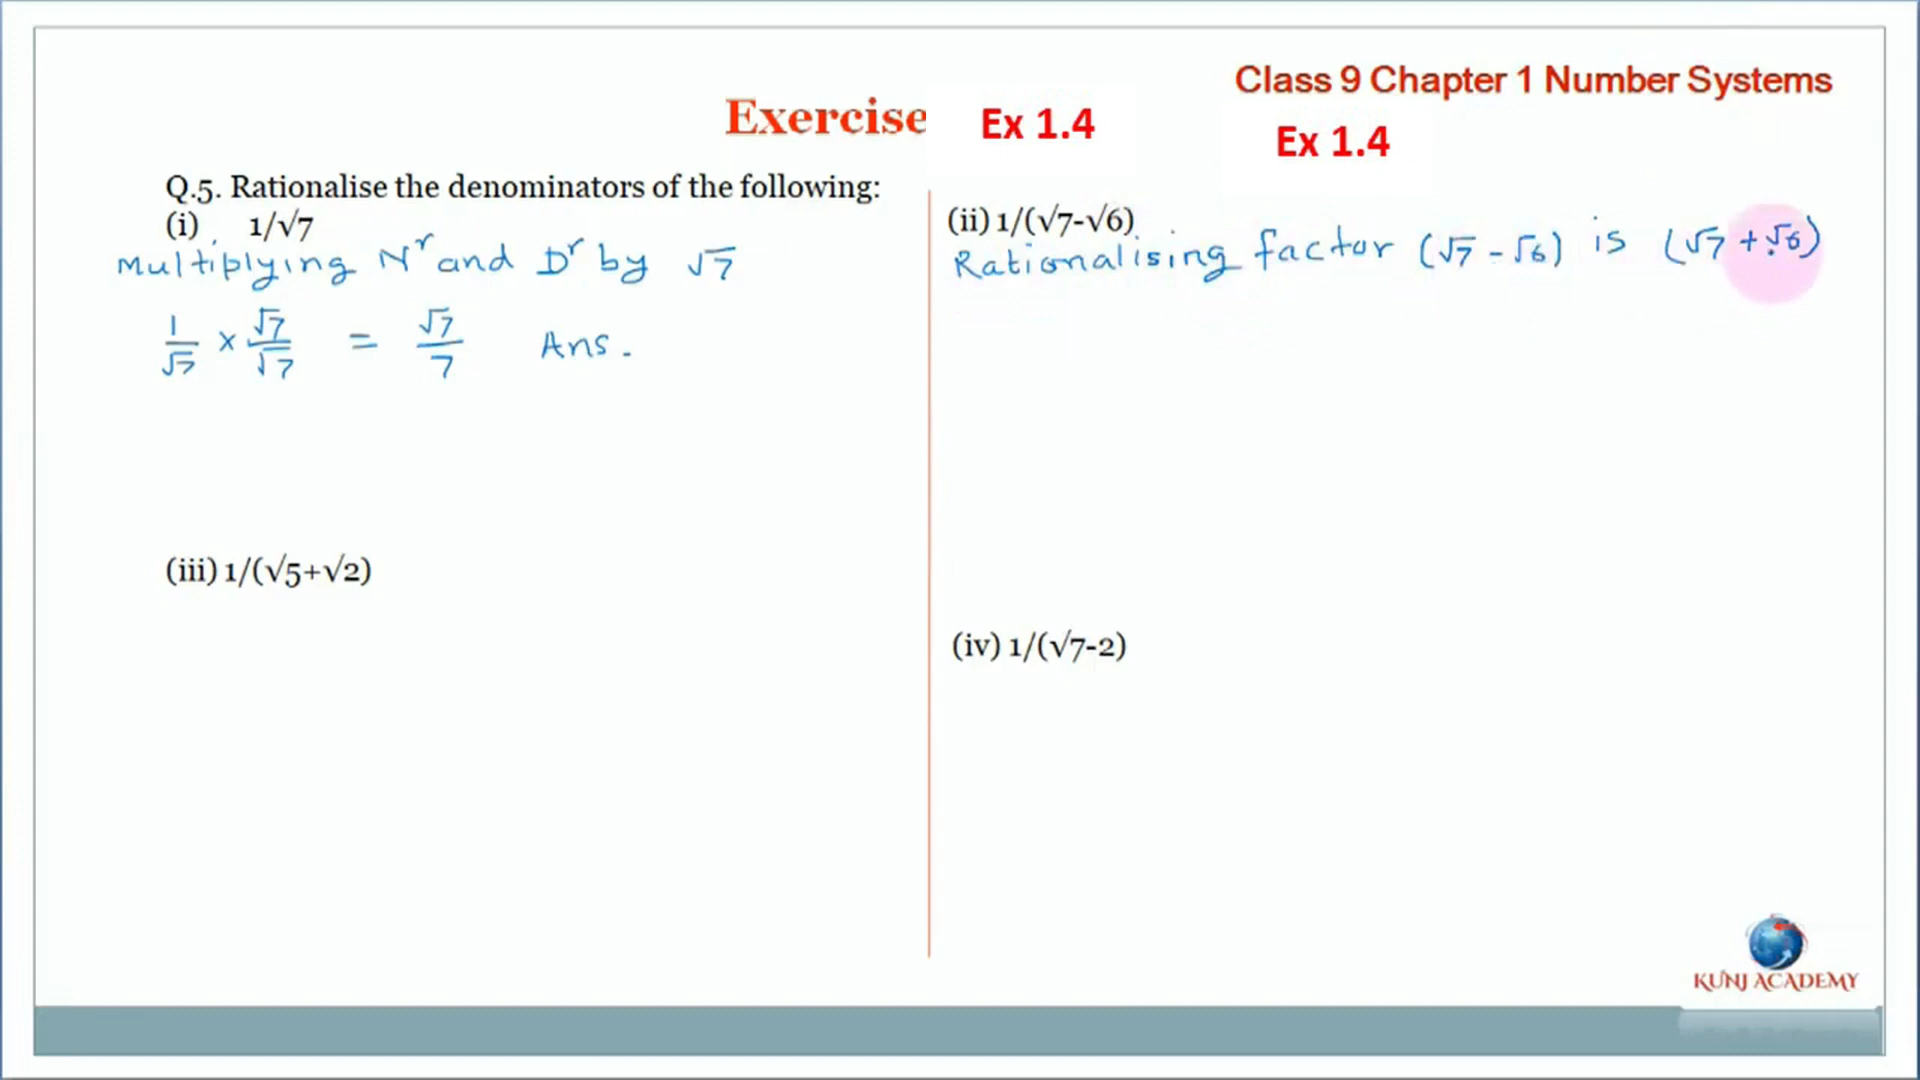 Class 9 Chapter 1 Number Systems
Exercise Ex 1.4 Ex 1.4
Q.5. Rationalise the denominators of the following:
(i) 1/√7
Multiplying Nʳ and Dʳ by √7
1/√7 × √7/√7 = √7/7 Ans.
(iii) 1/(√5+√2)
(ii) 1/(√7-√6)
Rationalising factor (√7 - √6) is (√7 + √6)
(iv) 1/(√7-2)
KUNJ ACADEMY